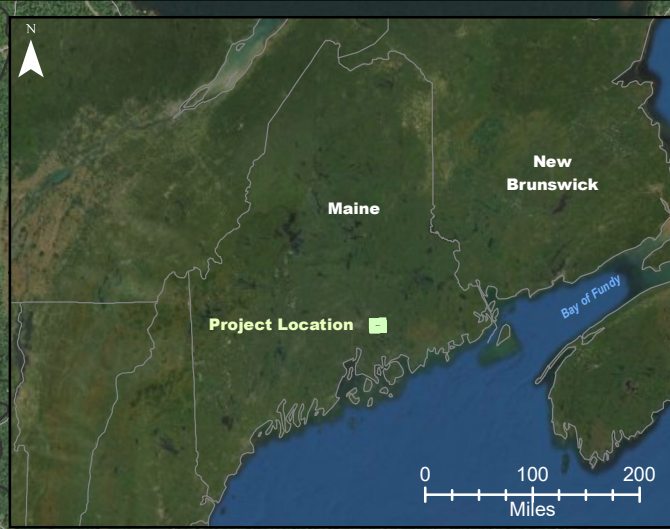 N
New
Brunswick
Maine
Bay of Fundy
Project Location
0 100 200
Miles